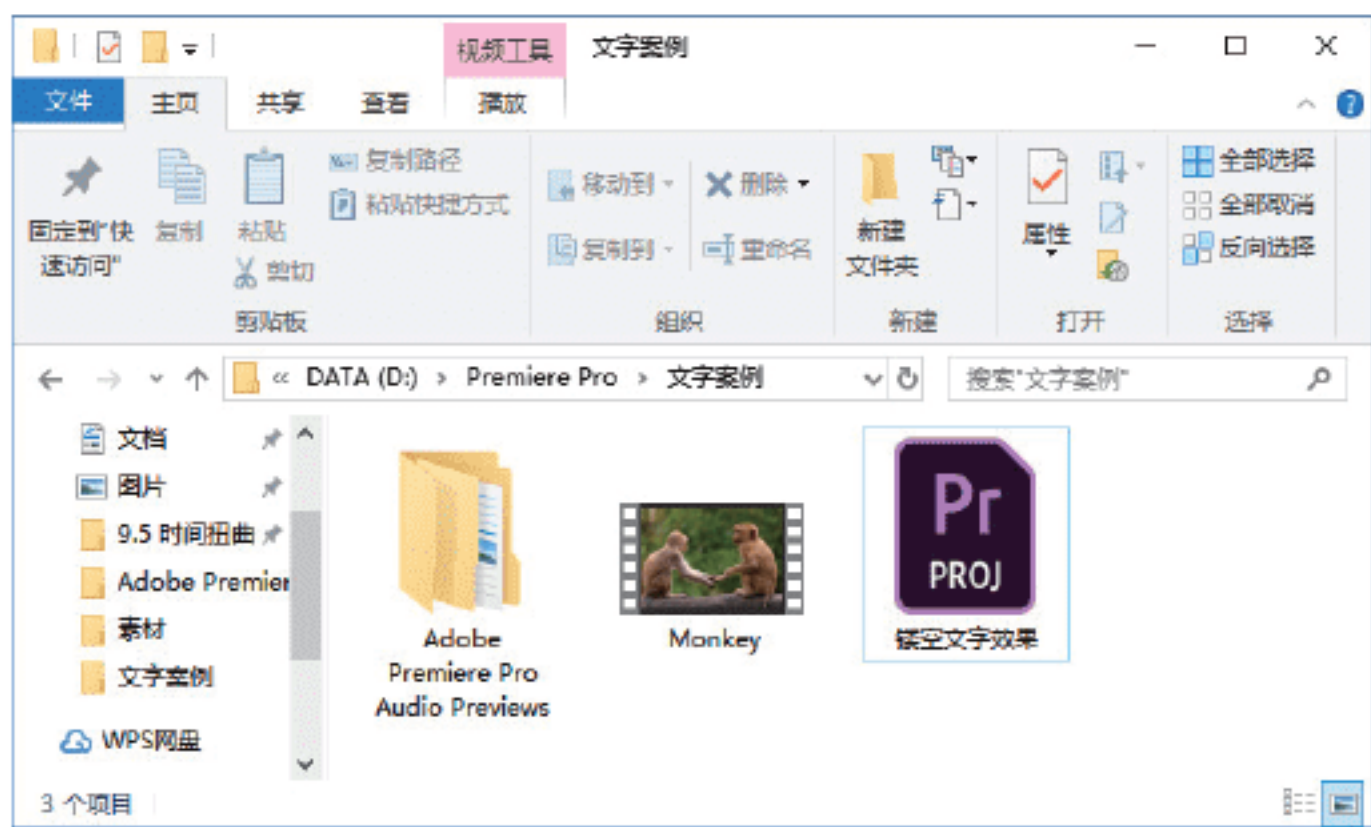 视频工具 文字案例
文件 主页 共享 查看 播放
固定到"快
速访问"
复制
粘贴
复制路径
粘贴快捷方式
剪切
移动到
复制到
删除
重命名
新建
文件夹
属性
全部选择
全部取消
反向选择
剪贴板 组织 新建 打开 选择
« DATA (D:) › Premiere Pro › 文字案例
搜索"文字案例"
文档
图片
9.5 时间扭曲
Adobe Premier
素材
文字案例
WPS网盘
Adobe
Premiere Pro
Audio Previews
Monkey
Pr
PROJ
镂空文字效果
3 个项目